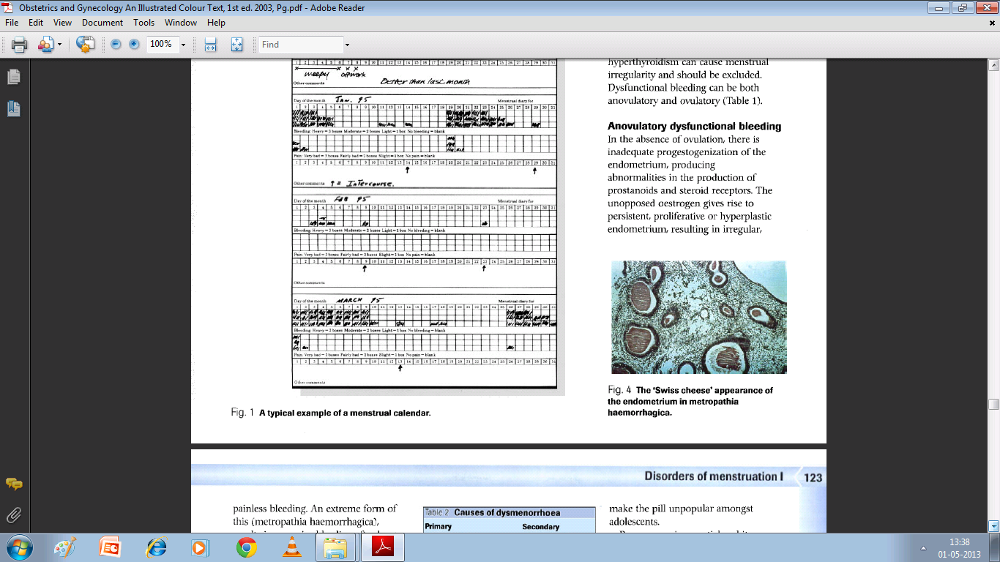 Obstetrics and Gynecology An Illustrated Colour Text, 1st ed. 2003, Pg.pdf - Adobe Reader
File Edit View Document Tools Window Help
100% Find
1 2 3 4 5 6 7 8 9 10 11 12 13 14 15 16 17 18 19 20 21 22 23 24 25 26 27 28 29 30 31
weepy off work Better than last month
Other comments
Day of the month Jan. 95 Menstrual diary for
1 2 3 4 5 6 7 8 9 10 11 12 13 14 15 16 17 18 19 20 21 22 23 24 25 26 27 28 29 30 31
Bleeding: Heavy = 3 boxes Moderate = 2 boxes Light = 1 box No bleeding = blank
Pain: Very bad = 3 boxes Fairly bad = 2 boxes Slight = 1 box No pain = blank
1 2 3 4 5 6 7 8 9 10 11 12 13 14 15 16 17 18 19 20 21 22 23 24 25 26 27 28 29 30 31
Other comments ↑ = Intercourse.
Day of the month FEB 95 Menstrual diary for
1 2 3 4 5 6 7 8 9 10 11 12 13 14 15 16 17 18 19 20 21 22 23 24 25 26 27 28 29 30 31
Bleeding: Heavy = 3 boxes Moderate = 2 boxes Light = 1 box No bleeding = blank
Pain: Very bad = 3 boxes Fairly bad = 2 boxes Slight = 1 box No pain = blank
1 2 3 4 5 6 7 8 9 10 11 12 13 14 15 16 17 18 19 20 21 22 23 24 25 26 27 28 29 30 31
Other comments
Day of the month MARCH 95 Menstrual diary for
1 2 3 4 5 6 7 8 9 10 11 12 13 14 15 16 17 18 19 20 21 22 23 24 25 26 27 28 29 30 31
Bleeding: Heavy = 3 boxes Moderate = 2 boxes Light = 1 box No bleeding = blank
Pain: Very bad = 3 boxes Fairly bad = 2 boxes Slight = 1 box No pain = blank
1 2 3 4 5 6 7 8 9 10 11 12 13 14 15 16 17 18 19 20 21 22 23 24 25 26 27 28 29 30 31
Other comments
Fig. 1 A typical example of a menstrual calendar.
hyperthyroidism can cause menstrual
irregularity and should be excluded.
Dysfunctional bleeding can be both
anovulatory and ovulatory (Table 1).
Anovulatory dysfunctional bleeding
In the absence of ovulation, there is
inadequate progestogenization of the
endometrium, producing
abnormalities in the production of
prostanoids and steroid receptors. The
unopposed oestrogen gives rise to
persistent, proliferative or hyperplastic
endometrium, resulting in irregular,
Fig. 4 The 'Swiss cheese' appearance of
the endometrium in metropathia
haemorrhagica.
Disorders of menstruation I 123
painless bleeding. An extreme form of
this (metropathia haemorrhagica),
Table 2 Causes of dysmenorrhoea
Primary Secondary
make the pill unpopular amongst
adolescents.
13:38
01-05-2013